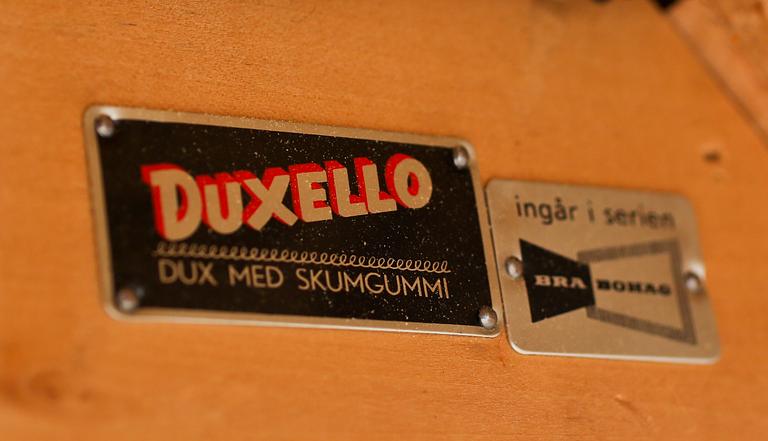 DUXELLO
DUX MED SKUMGUMMI
ingår i serien
BRA BOHAG